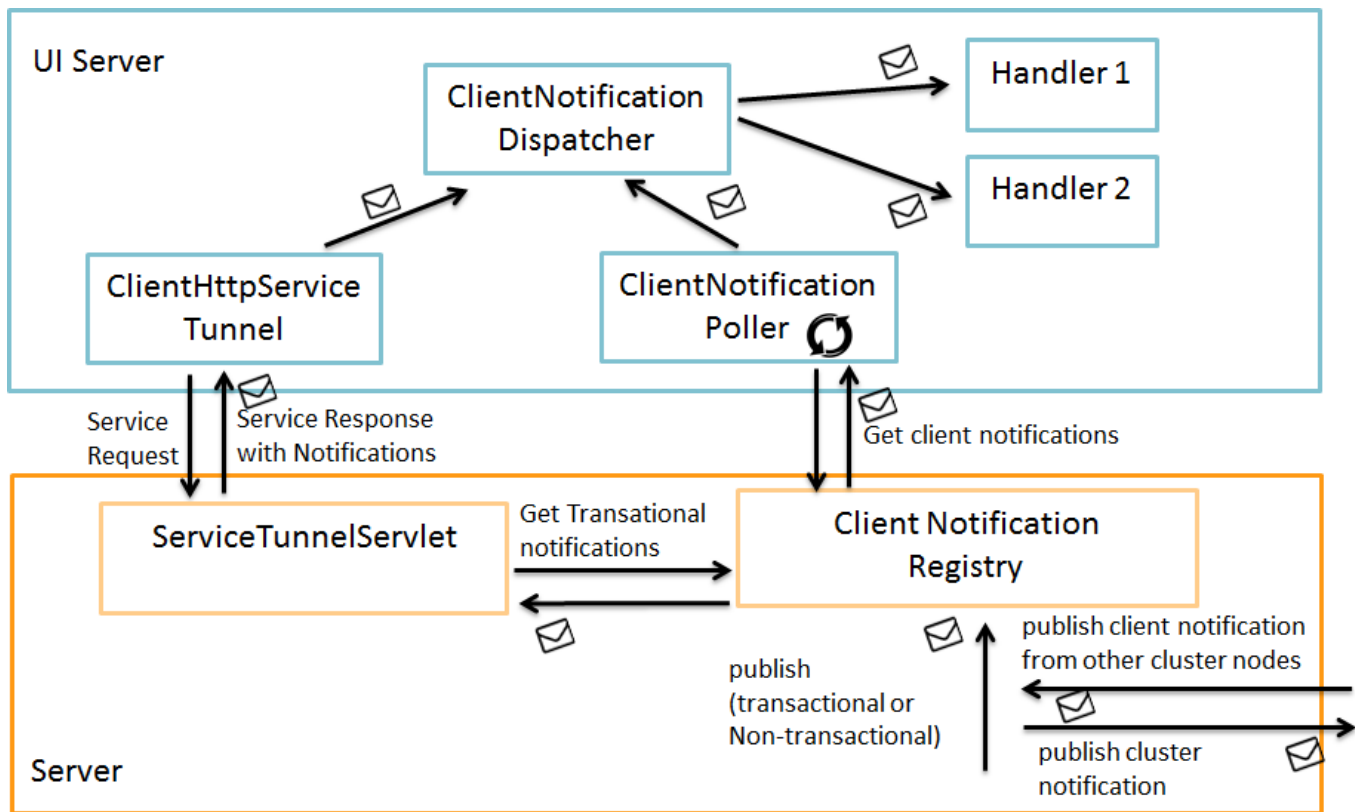 UI Server
ClientNotification
Dispatcher
Handler 1
Handler 2
ClientHttpService
Tunnel
ClientNotification
Poller
Service
Request
Service Response
with Notifications
Get client notifications
ServiceTunnelServlet
Get Transational
notifications
Client Notification
Registry
publish
(transactional or
Non-transactional)
publish client notification
from other cluster nodes
publish cluster
notification
Server